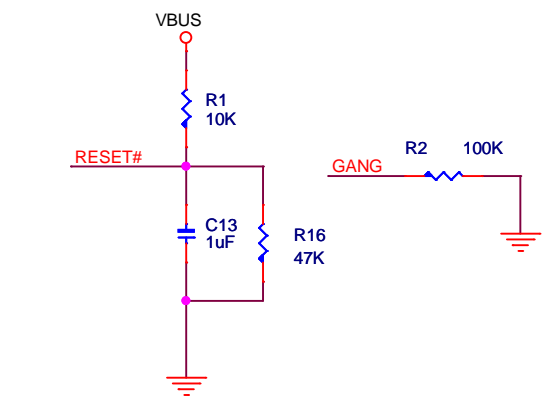 VBUS
R1
10K
RESET#
C13
1uF
R16
47K
GANG
R2 100K